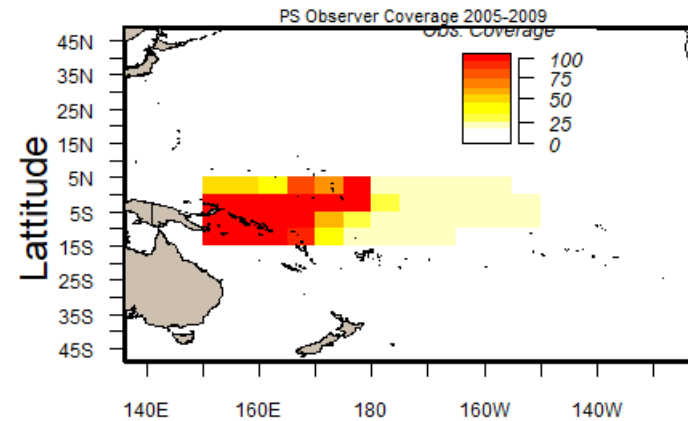 PS Observer Coverage 2005-2009
Obs. Coverage
100
75
50
25
0
Lattitude
45N
35N
25N
15N
5N
5S
15S
25S
35S
45S
140E 160E 180 160W 140W